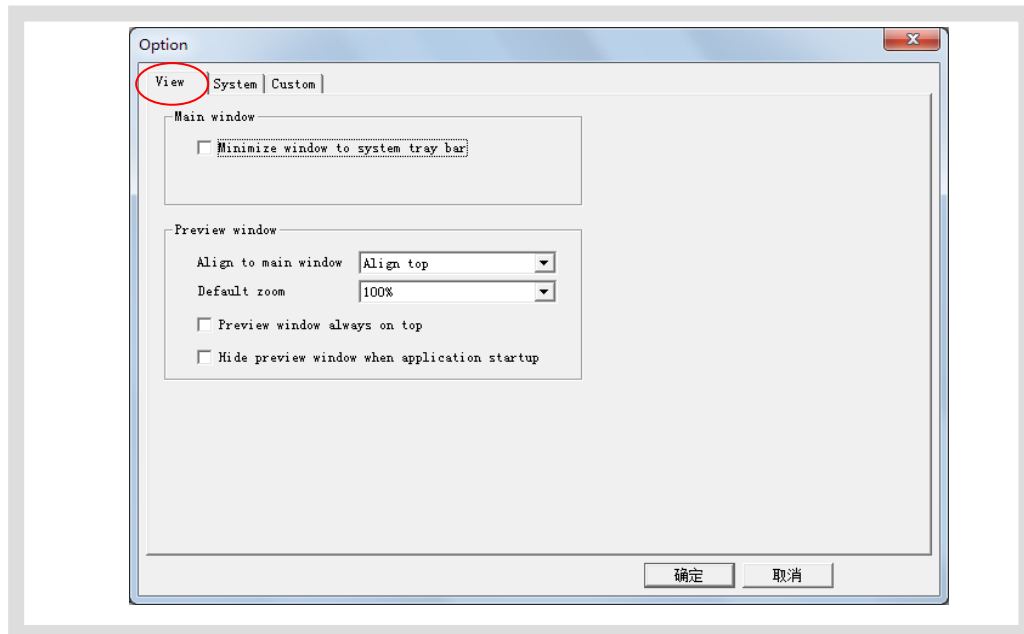 Option
View System Custom
Main window
Minimize window to system tray bar
Preview window
Align to main window Align top
Default zoom 100%
Preview window always on top
Hide preview window when application startup
确定 取消